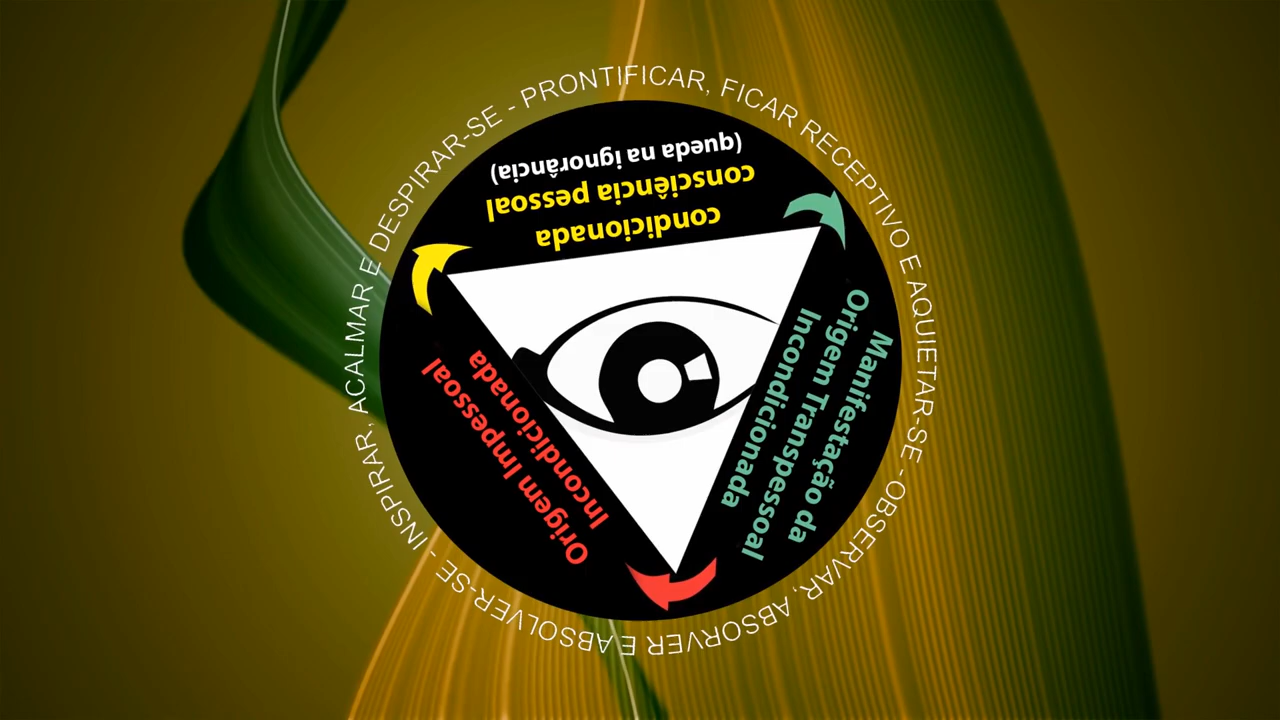 INSPIRAR, ACALMAR E DESPIRAR-SE - PRONTIFICAR, FICAR RECEPTIVO E AQUIETAR-SE - OBSERVAR, ABSORVER E ABSOLVER-SE -
condicionada
consciência pessoal
(queda na ignorância)
Manifestação da
Origem Transpessoal
Incondicionada
Origem Impessoal
Incondicionada